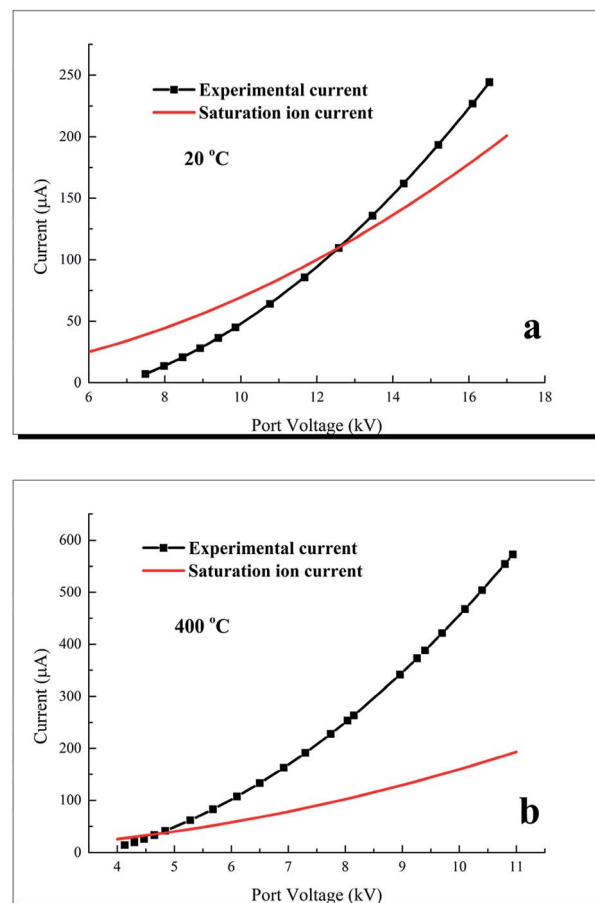 250
Experimental current
Saturation ion current
200
20 °C
150
Current (μA)
100
50
a
0
6 8 10 12 14 16 18
Port Voltage (kV)
600
Experimental current
Saturation ion current
500
400 °C
400
300
Current (μA)
200
100
b
0
4 5 6 7 8 9 10 11
Port Voltage (kV)